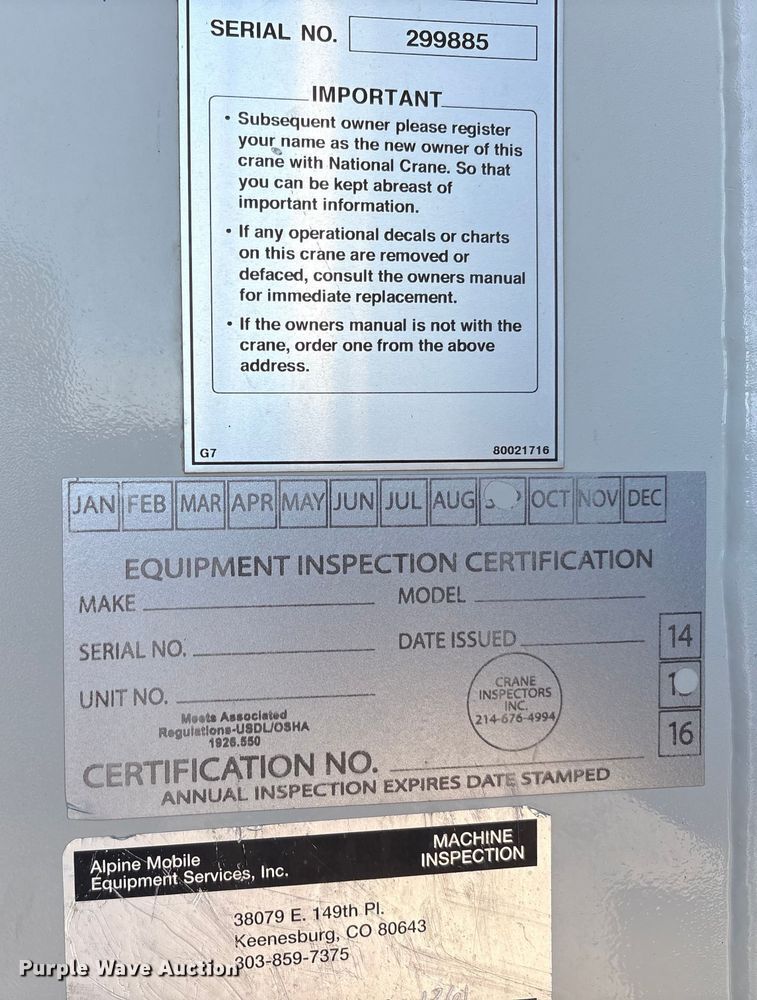 SERIAL NO. 299885
IMPORTANT
• Subsequent owner please register
your name as the new owner of this
crane with National Crane. So that
you can be kept abreast of
important information.
• If any operational decals or charts
on this crane are removed or
defaced, consult the owners manual
for immediate replacement.
• If the owners manual is not with the
crane, order one from the above
address.
G7 80021716
JAN FEB MAR APR MAY JUN JUL AUG OCT NOV DEC
EQUIPMENT INSPECTION CERTIFICATION
MAKE MODEL
SERIAL NO. DATE ISSUED 14
UNIT NO.
CRANE
INSPECTORS
INC.
214-676-4994
Meets Associated
Regulations-USDL/OSHA
1926.550
16
CERTIFICATION NO.
ANNUAL INSPECTION EXPIRES DATE STAMPED
Alpine Mobile
Equipment Services, Inc.
MACHINE
INSPECTION
38079 E. 149th Pl.
Keenesburg, CO 80643
303-859-7375
Purple Wave Auction